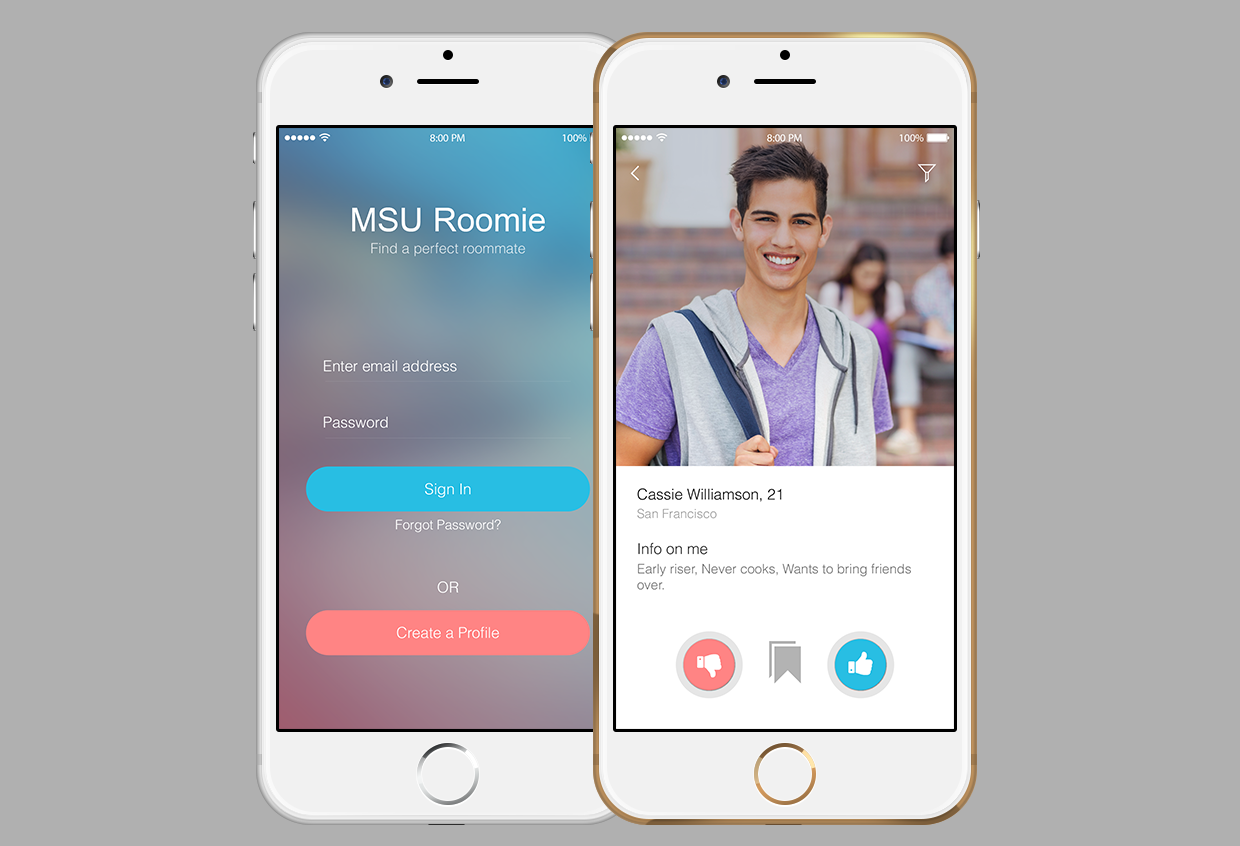 8:00 PM
100%
MSU Roomie
Find a perfect roommate
Enter email address
Password
Sign In
Forgot Password?
OR
Create a Profile
8:00 PM
100%
Cassie Williamson, 21
San Francisco
Info on me
Early riser, Never cooks, Wants to bring friends
over.